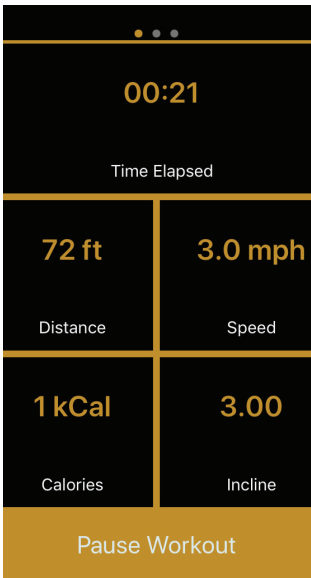 00:21
Time Elapsed
72 ft
3.0 mph
Distance
Speed
1 kCal
3.00
Calories
Incline
Pause Workout